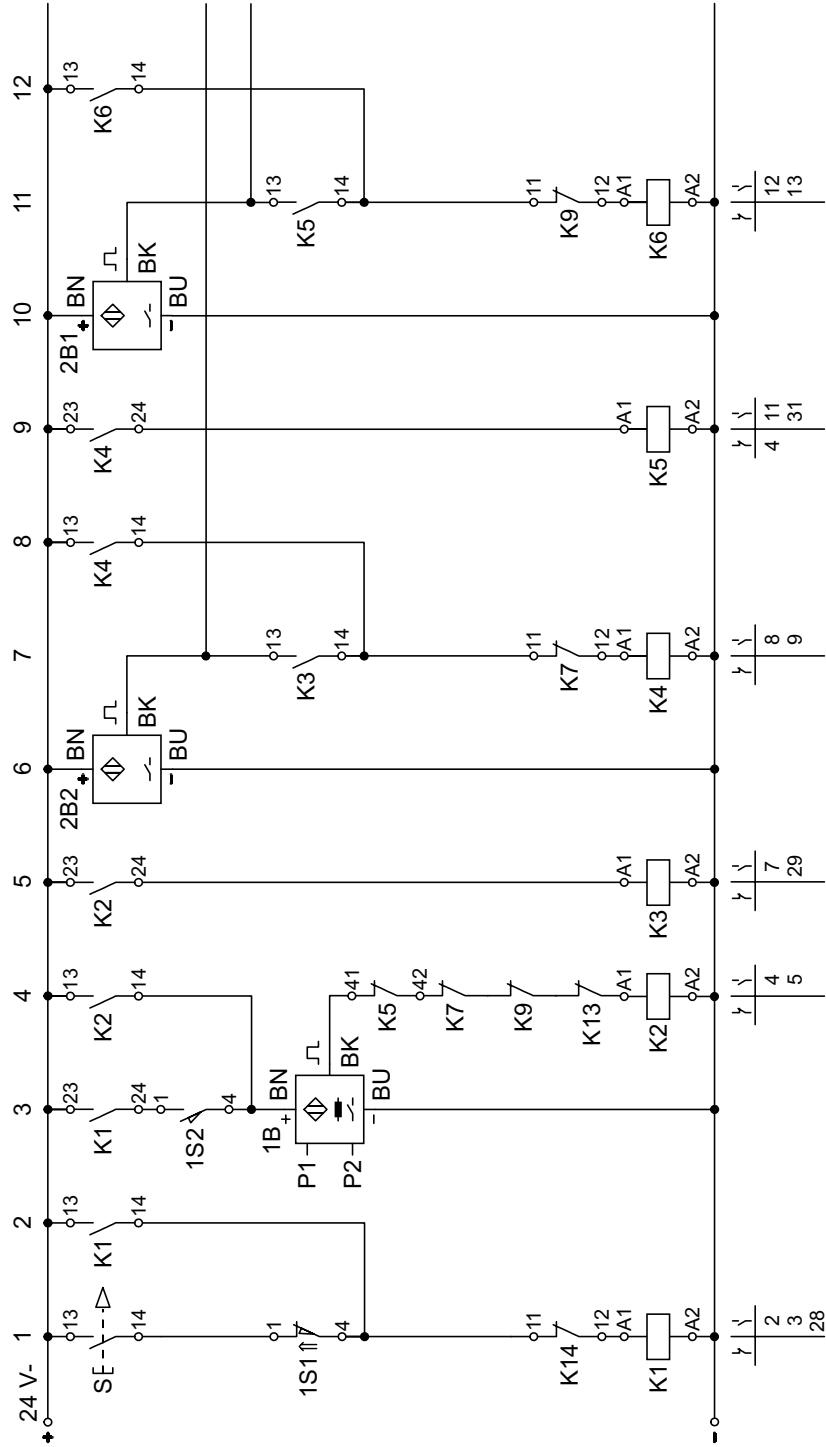 24 V-
1 2 3 4 5 6 7 8 9 10 11 12
+
13 13 23 13 23 2B2 + BN 13 23 2B1 + BN 13
S K1 K1 K2 K2 K4 K4 K6
14 14 24 14 24 BK 14 24 BK 14
1
BU BU
-
-
1S2
4
1 1B + BN 13 13
1S1 P1 K3 K5
4 P2 BK 14 14
41
BU
-
K5
42
K7
11 K9 11 11
K14 K13 K7 K9
12 12 12
A1 A1 A1 A1 A1 A1
K1 K2 K3 K4 K5 K6
A2 A2 A2 A2 A2 A2
-
2 4 7 8 4 11 12
3 5 29 9 31 13
28